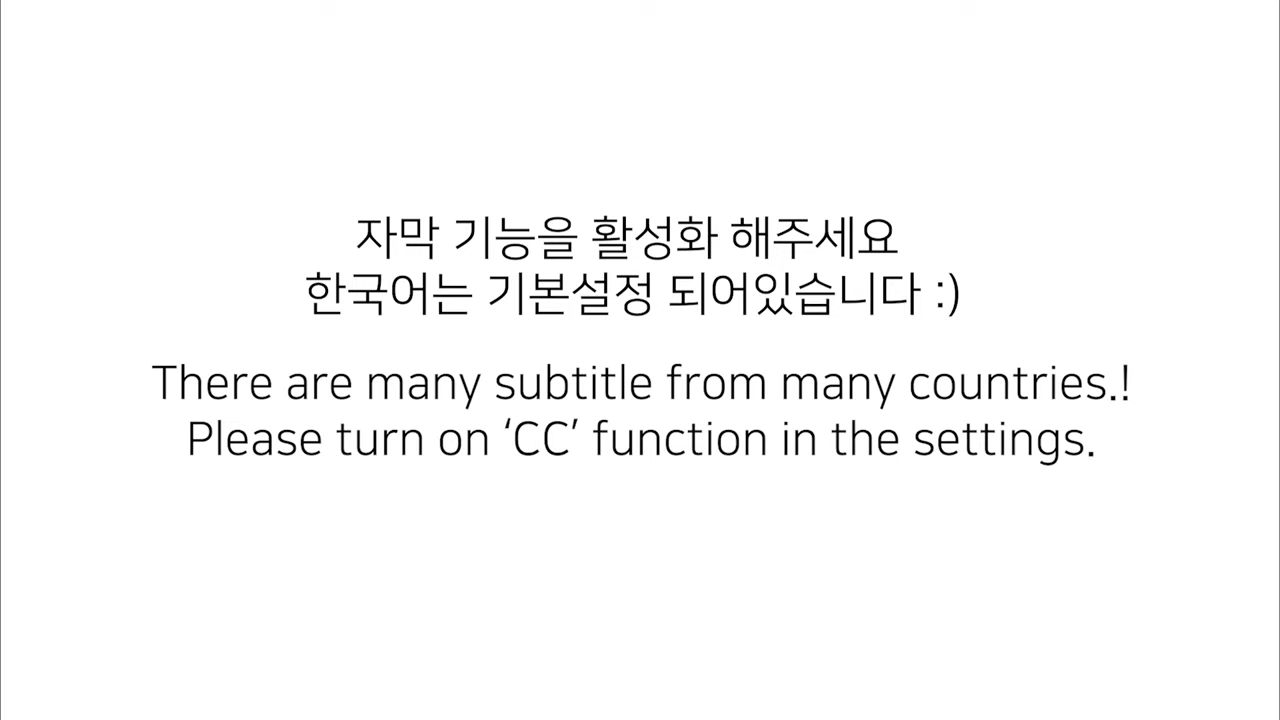 자막 기능을 활성화 해주세요
한국어는 기본설정 되어있습니다 :)
There are many subtitle from many countries.!
Please turn on ‘CC’ function in the settings.